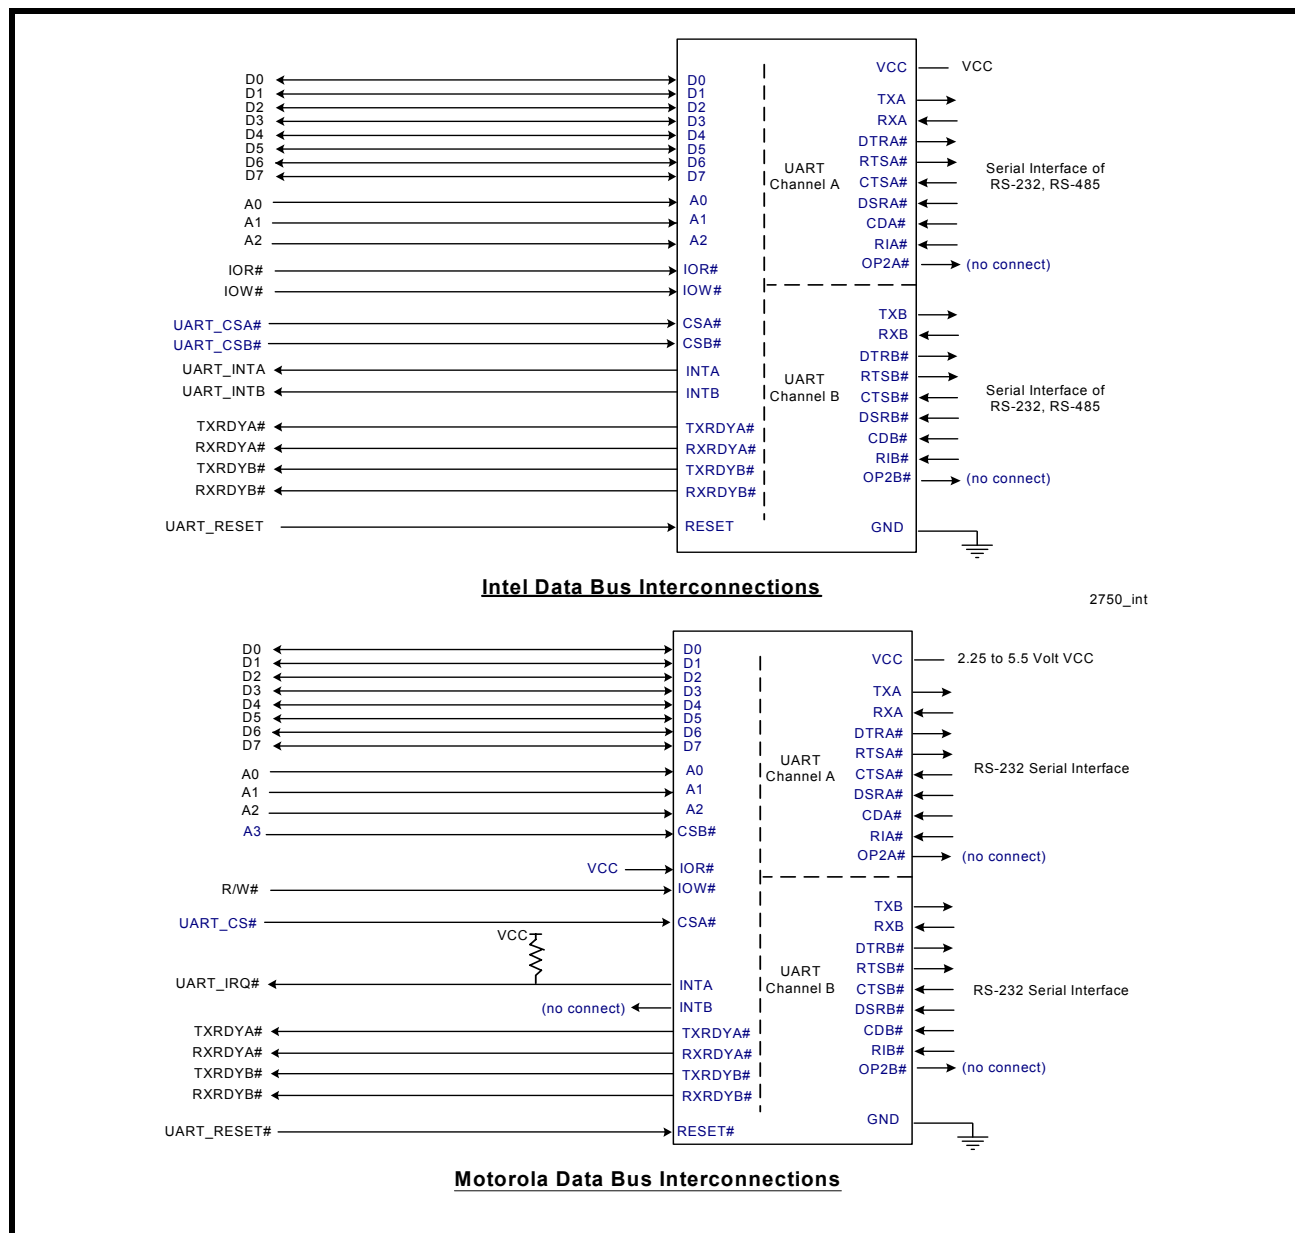 VCC VCC
D0 D0
D1 D1
D2 D2
D3 D3
D4 D4
D5 D5
D6 D6
D7 D7
A0 A0
A1 A1
A2 A2
IOR# IOR#
IOW# IOW#
UART_CSA# CSA#
UART_CSB# CSB#
UART_INTA INTA
UART_INTB INTB
TXRDYA# TXRDYA#
RXRDYA# RXRDYA#
TXRDYB# TXRDYB#
RXRDYB# RXRDYB#
UART_RESET RESET
UART
Channel A
UART
Channel B
TXA
RXA
DTRA#
RTSA#
CTSA#
DSRA#
CDA#
RIA#
OP2A# (no connect)
Serial Interface of
RS-232, RS-485
TXB
RXB
DTRB#
RTSB#
CTSB#
DSRB#
CDB#
RIB#
OP2B# (no connect)
Serial Interface of
RS-232, RS-485
GND
Intel Data Bus Interconnections
2750_int
VCC 2.25 to 5.5 Volt VCC
D0 D0
D1 D1
D2 D2
D3 D3
D4 D4
D5 D5
D6 D6
D7 D7
A0 A0
A1 A1
A2 A2
A3 CSB#
VCC IOR#
R/W# IOW#
UART_CS# CSA#
VCC
UART_IRQ# INTA
(no connect) INTB
TXRDYA# TXRDYA#
RXRDYA# RXRDYA#
TXRDYB# TXRDYB#
RXRDYB# RXRDYB#
UART_RESET# RESET#
UART
Channel A
UART
Channel B
TXA
RXA
DTRA#
RTSA#
CTSA#
DSRA#
CDA#
RIA#
OP2A# (no connect)
RS-232 Serial Interface
TXB
RXB
DTRB#
RTSB#
CTSB#
DSRB#
CDB#
RIB#
OP2B# (no connect)
RS-232 Serial Interface
GND
Motorola Data Bus Interconnections